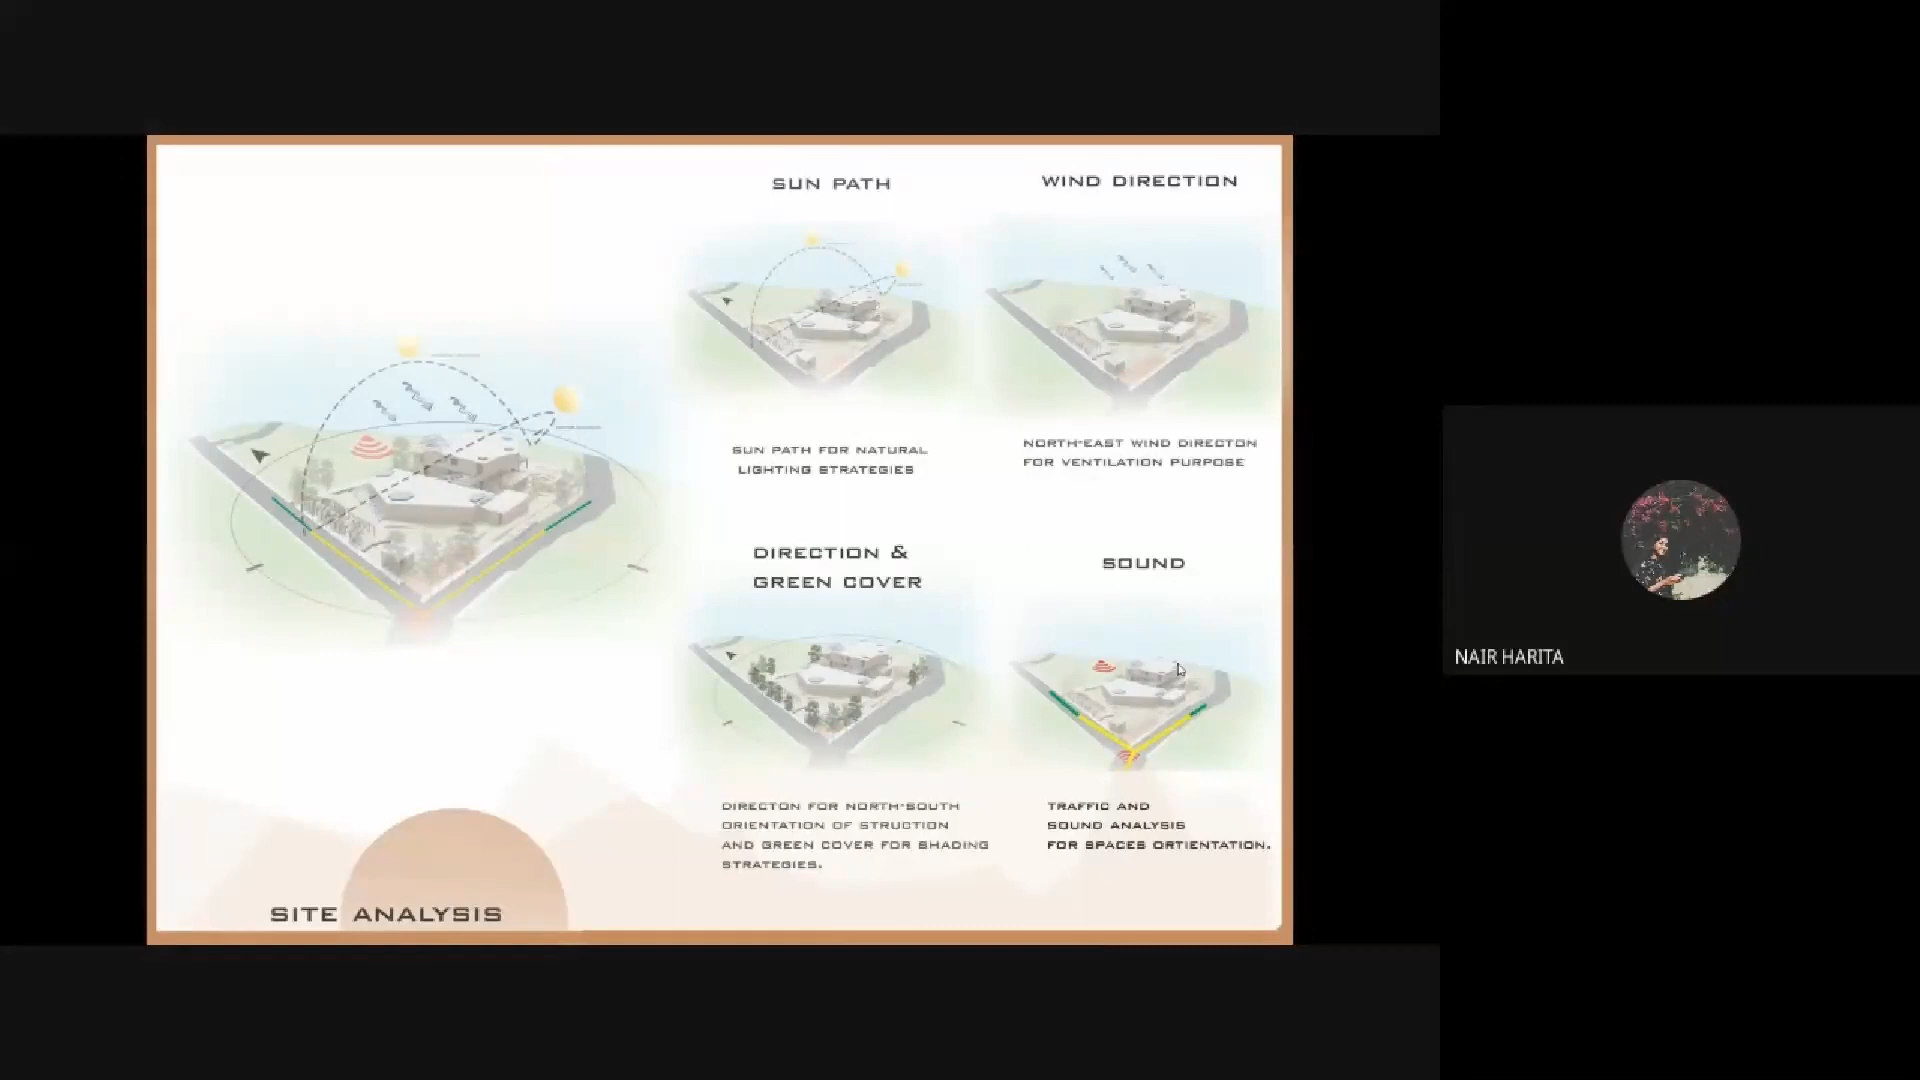 SUN PATH
WIND DIRECTION
SUN PATH FOR NATURAL
LIGHTING STRATEGIES
NORTH-EAST WIND DIRECTON
FOR VENTILATION PURPOSE
DIRECTION &
GREEN COVER
SOUND
DIRECTON FOR NORTH-SOUTH
ORIENTATION OF STRUCTION
AND GREEN COVER FOR SHADING
STRATEGIES.
TRAFFIC AND
SOUND ANALYSIS
FOR SPACES ORTIENTATION.
SITE ANALYSIS
NAIR HARITA